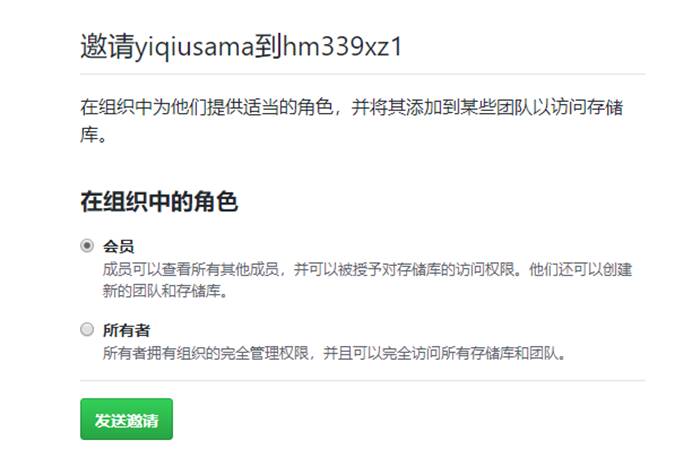 邀请yiqiusama到hm339xz1
在组织中为他们提供适当的角色，并将其添加到某些团队以访问存储
库。
在组织中的角色
会员
成员可以查看所有其他成员，并可以被授予对存储库的访问权限。他们还可以创建
新的团队和存储库。
所有者
所有者拥有组织的完全管理权限，并且可以完全访问所有存储库和团队。
发送邀请